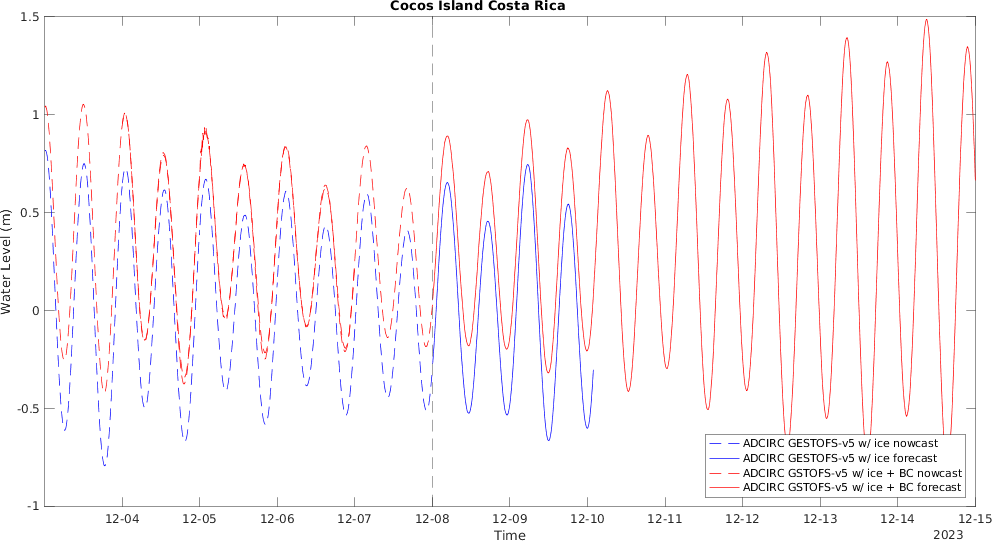 Cocos Island Costa Rica
1.5
1
0.5
0
-0.5
-1
Water Level (m)
12-04 12-05 12-06 12-07 12-08 12-09 12-10 12-11 12-12 12-13 12-14 12-15
Time
2023
ADCIRC GESTOFS-v5 w/ ice nowcast
ADCIRC GESTOFS-v5 w/ ice forecast
ADCIRC GSTOFS-v5 w/ ice + BC nowcast
ADCIRC GSTOFS-v5 w/ ice + BC forecast